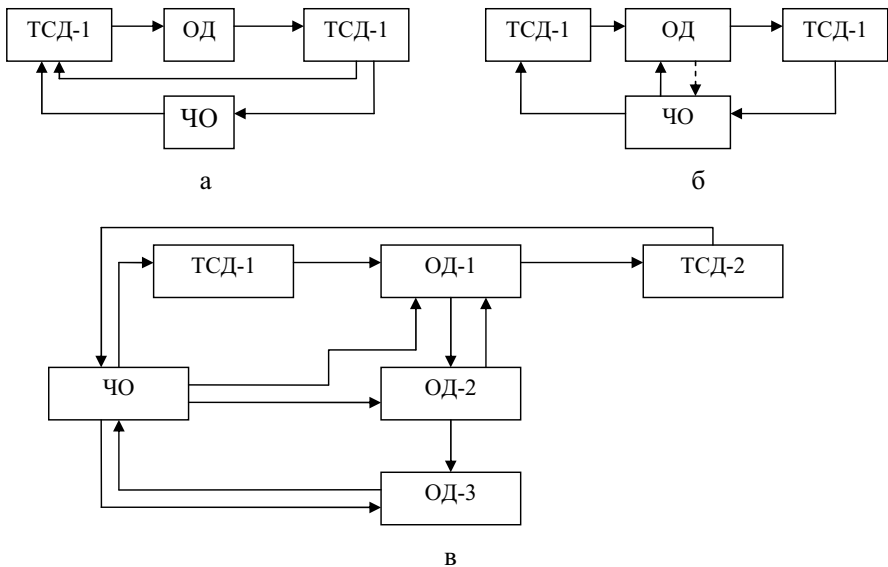 ТСД-1 ОД ТСД-1
ЧО
а
ТСД-1 ОД ТСД-1
ЧО
б
ТСД-1 ОД-1 ТСД-2
ЧО ОД-2
ОД-3
в